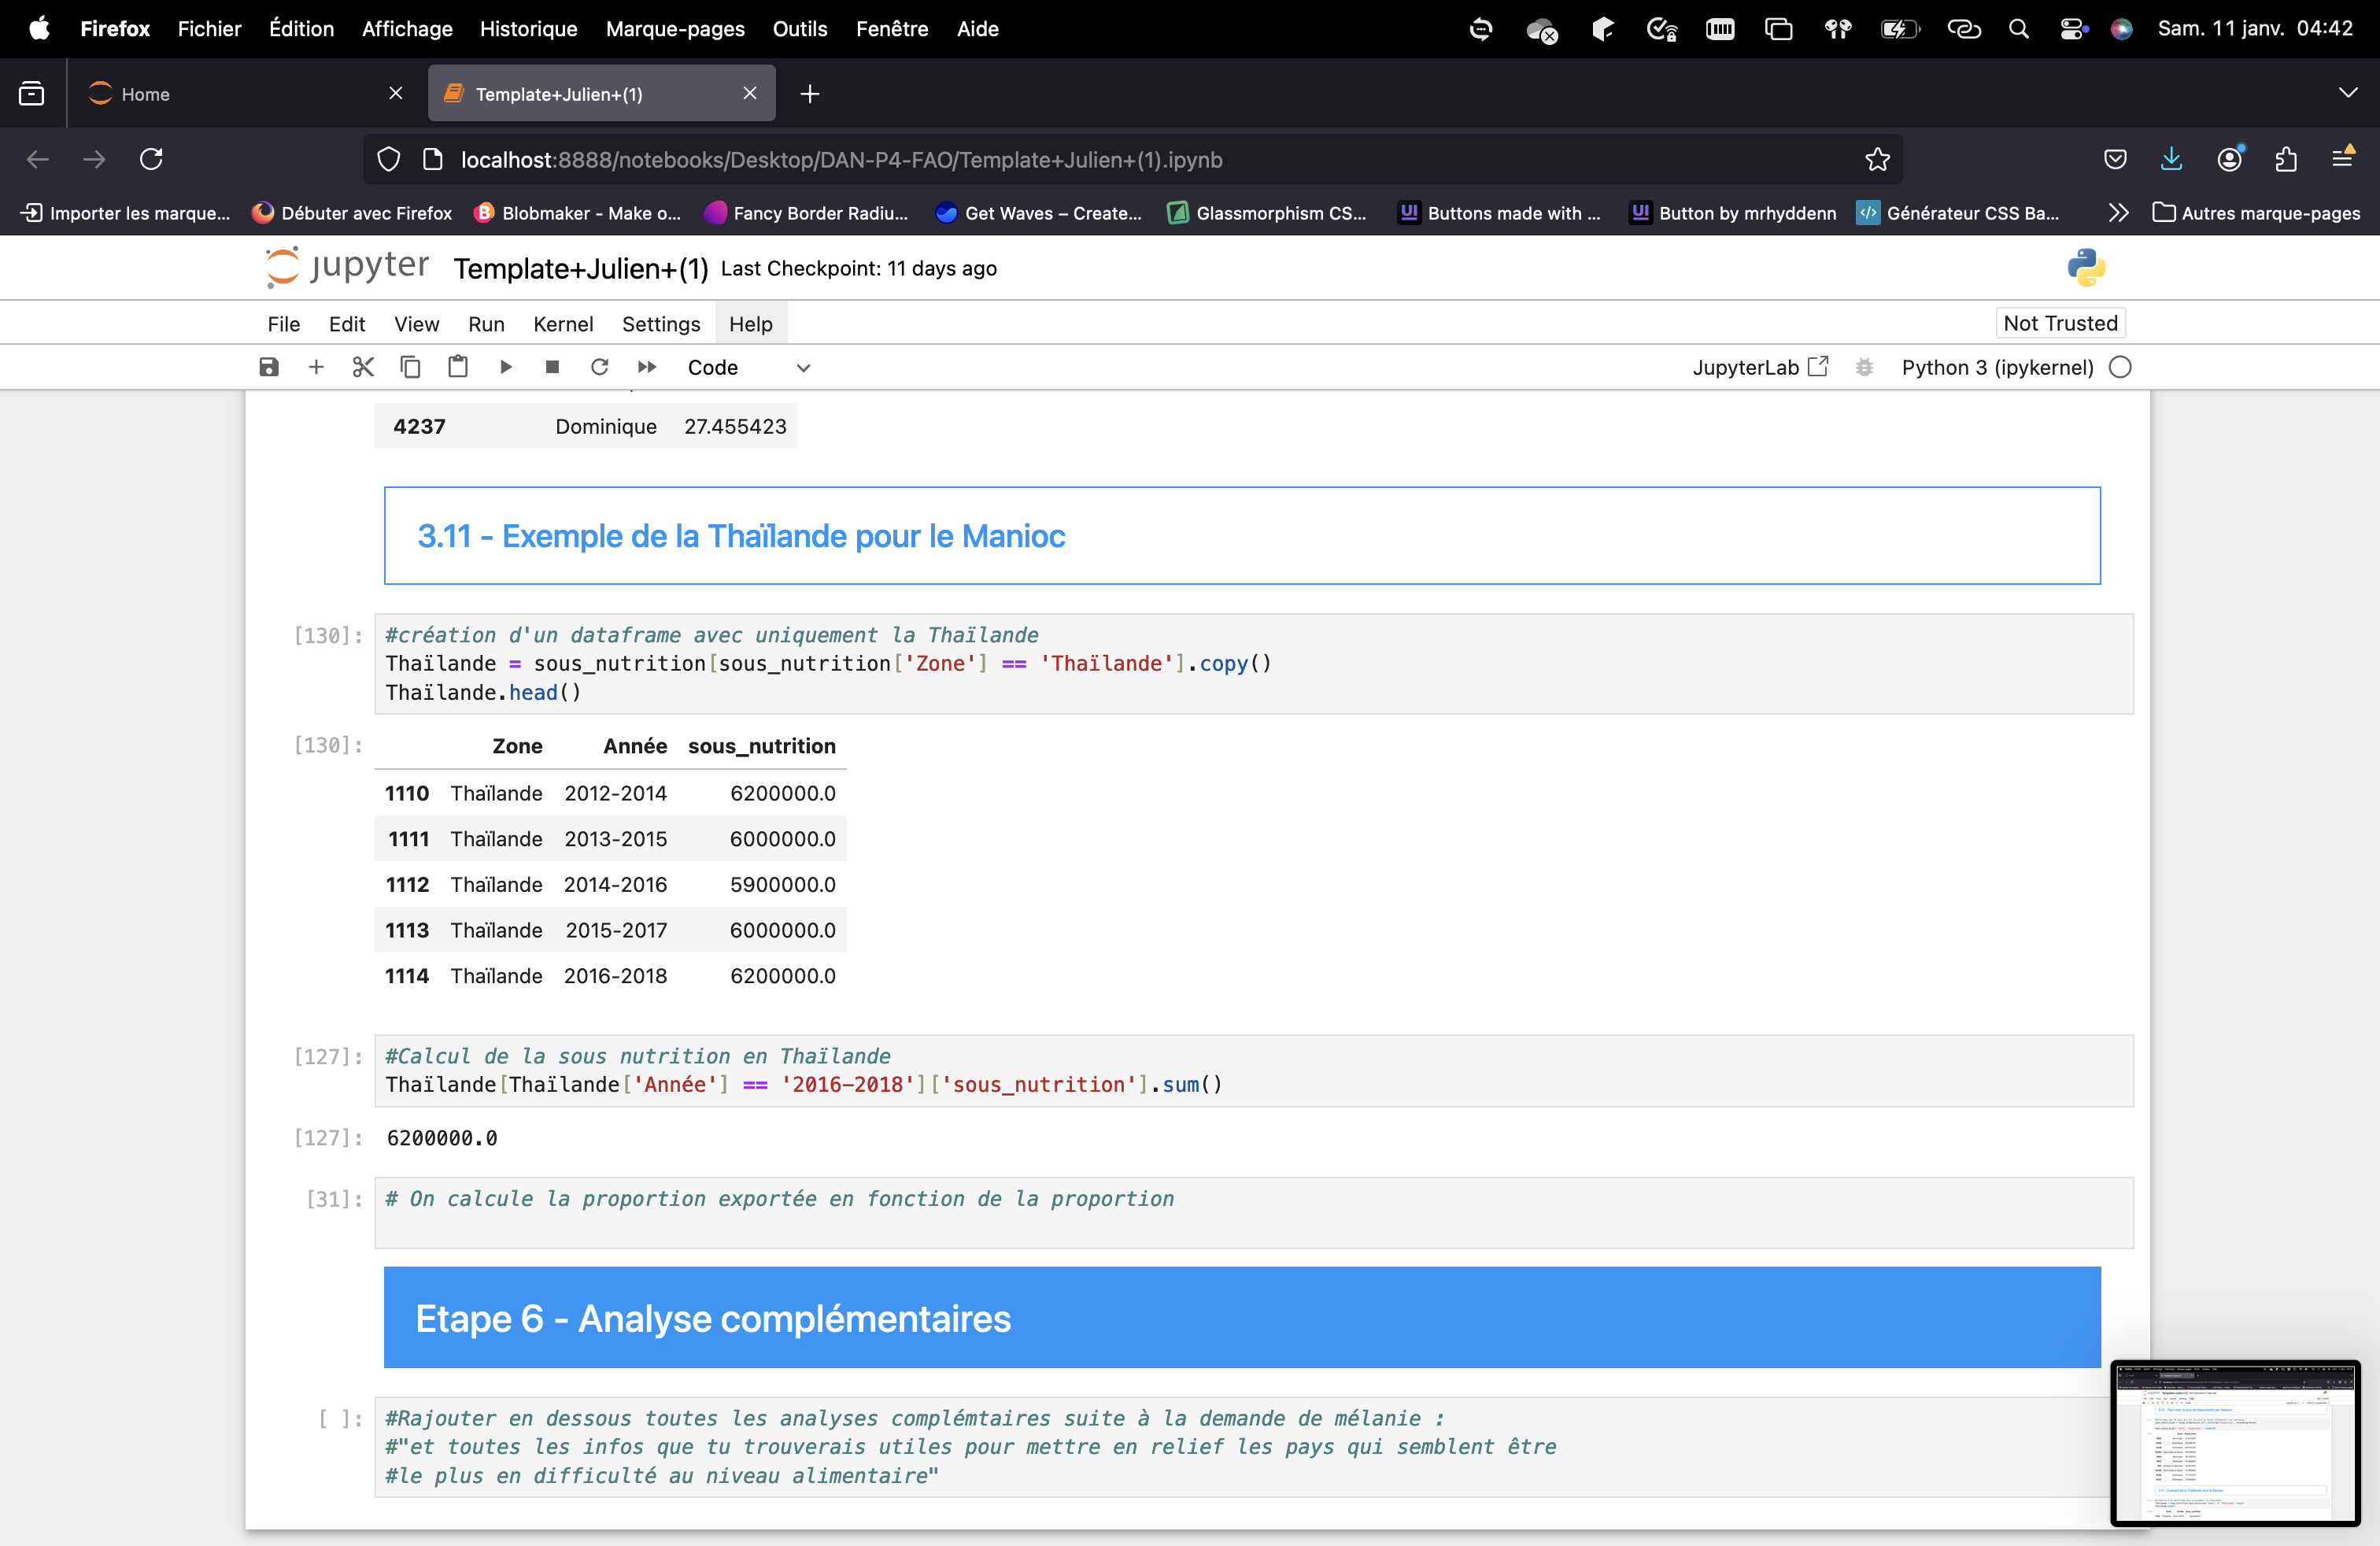 Firefox Fichier Édition Affichage Historique Marque-pages Outils Fenêtre Aide Sam. 11 janv. 04:42
Home Template+Julien+(1)
localhost:8888/notebooks/Desktop/DAN-P4-FAO/Template+Julien+(1).ipynb
Importer les marque... Débuter avec Firefox Blobmaker - Make o... Fancy Border Radiu... Get Waves – Create... Glassmorphism CS... Buttons made with ... Button by mrhyddenn Générateur CSS Ba... Autres marque-pages
jupyter Template+Julien+(1) Last Checkpoint: 11 days ago
File Edit View Run Kernel Settings Help Not Trusted
Code JupyterLab Python 3 (ipykernel)
4237 Dominique 27.455423
3.11 - Exemple de la Thaïlande pour le Manioc
[130]: #création d'un dataframe avec uniquement la Thaïlande
Thaïlande = sous_nutrition[sous_nutrition['Zone'] == 'Thaïlande'].copy()
Thaïlande.head()
[130]: Zone Année sous_nutrition
1110 Thaïlande 2012-2014 6200000.0
1111 Thaïlande 2013-2015 6000000.0
1112 Thaïlande 2014-2016 5900000.0
1113 Thaïlande 2015-2017 6000000.0
1114 Thaïlande 2016-2018 6200000.0
[127]: #Calcul de la sous nutrition en Thaïlande
Thaïlande[Thaïlande['Année'] == '2016-2018']['sous_nutrition'].sum()
[127]: 6200000.0
[31]: # On calcule la proportion exportée en fonction de la proportion
Etape 6 - Analyse complémentaires
[ ]: #Rajouter en dessous toutes les analyses complémtaires suite à la demande de mélanie :
#"et toutes les infos que tu trouverais utiles pour mettre en relief les pays qui semblent être
#le plus en difficulté au niveau alimentaire"